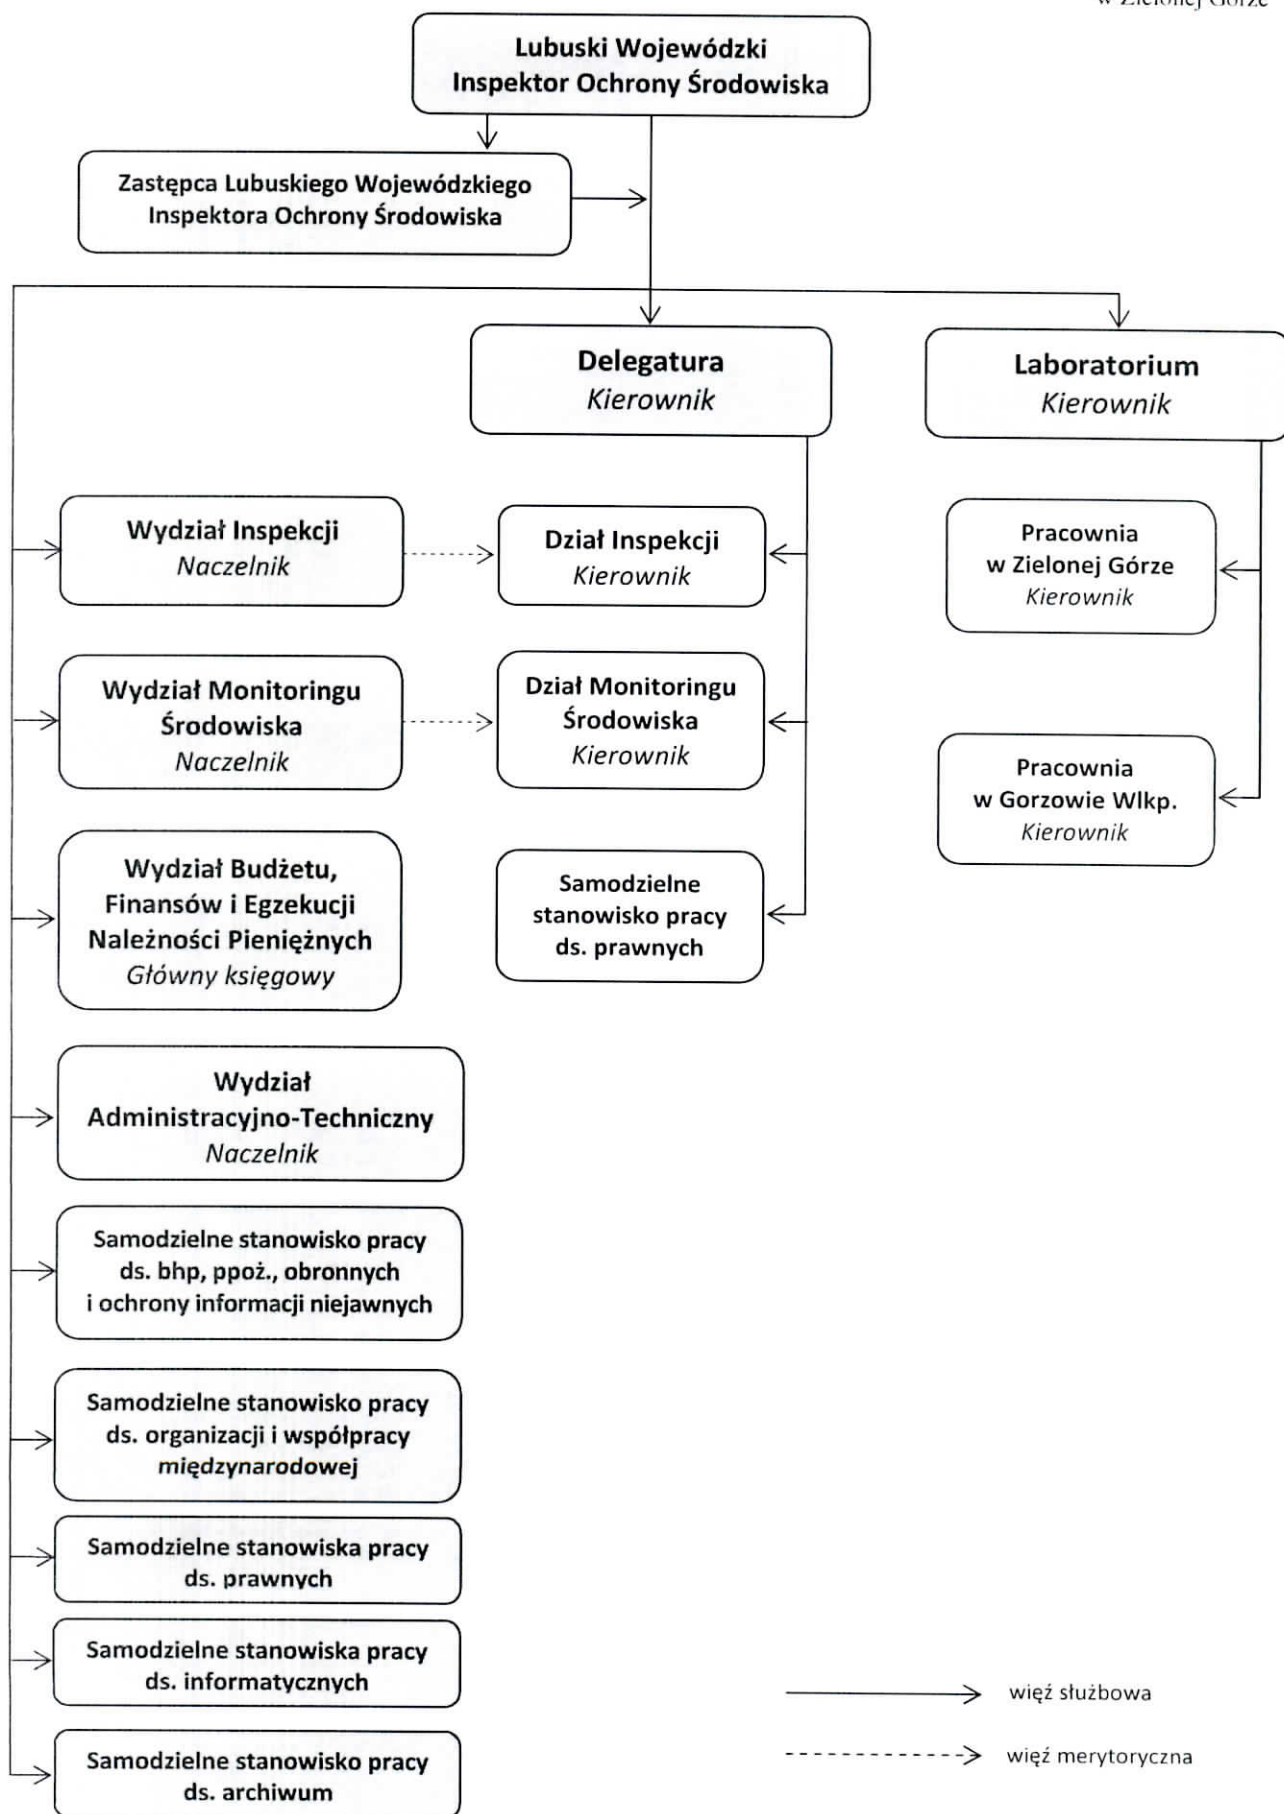 w Zielonej Górze
Lubuski Wojewódzki
Inspektor Ochrony Środowiska
Zastępca Lubuskiego Wojewódzkiego
Inspektora Ochrony Środowiska
Delegatura
Kierownik
Laboratorium
Kierownik
Wydział Inspekcji
Naczelnik
Dział Inspekcji
Kierownik
Pracownia
w Zielonej Górze
Kierownik
Wydział Monitoringu
Środowiska
Naczelnik
Dział Monitoringu
Środowiska
Kierownik
Pracownia
w Gorzowie Wlkp.
Kierownik
Wydział Budżetu,
Finansów i Egzekucji
Należności Pieniężnych
Główny księgowy
Samodzielne
stanowisko pracy
ds. prawnych
Wydział
Administracyjno-Techniczny
Naczelnik
Samodzielne stanowisko pracy
ds. bhp, ppoż., obronnych
i ochrony informacji niejawnych
Samodzielne stanowisko pracy
ds. organizacji i współpracy
międzynarodowej
Samodzielne stanowiska pracy
ds. prawnych
Samodzielne stanowiska pracy
ds. informatycznych
Samodzielne stanowisko pracy
ds. archiwum
więź służbowa
więź merytoryczna